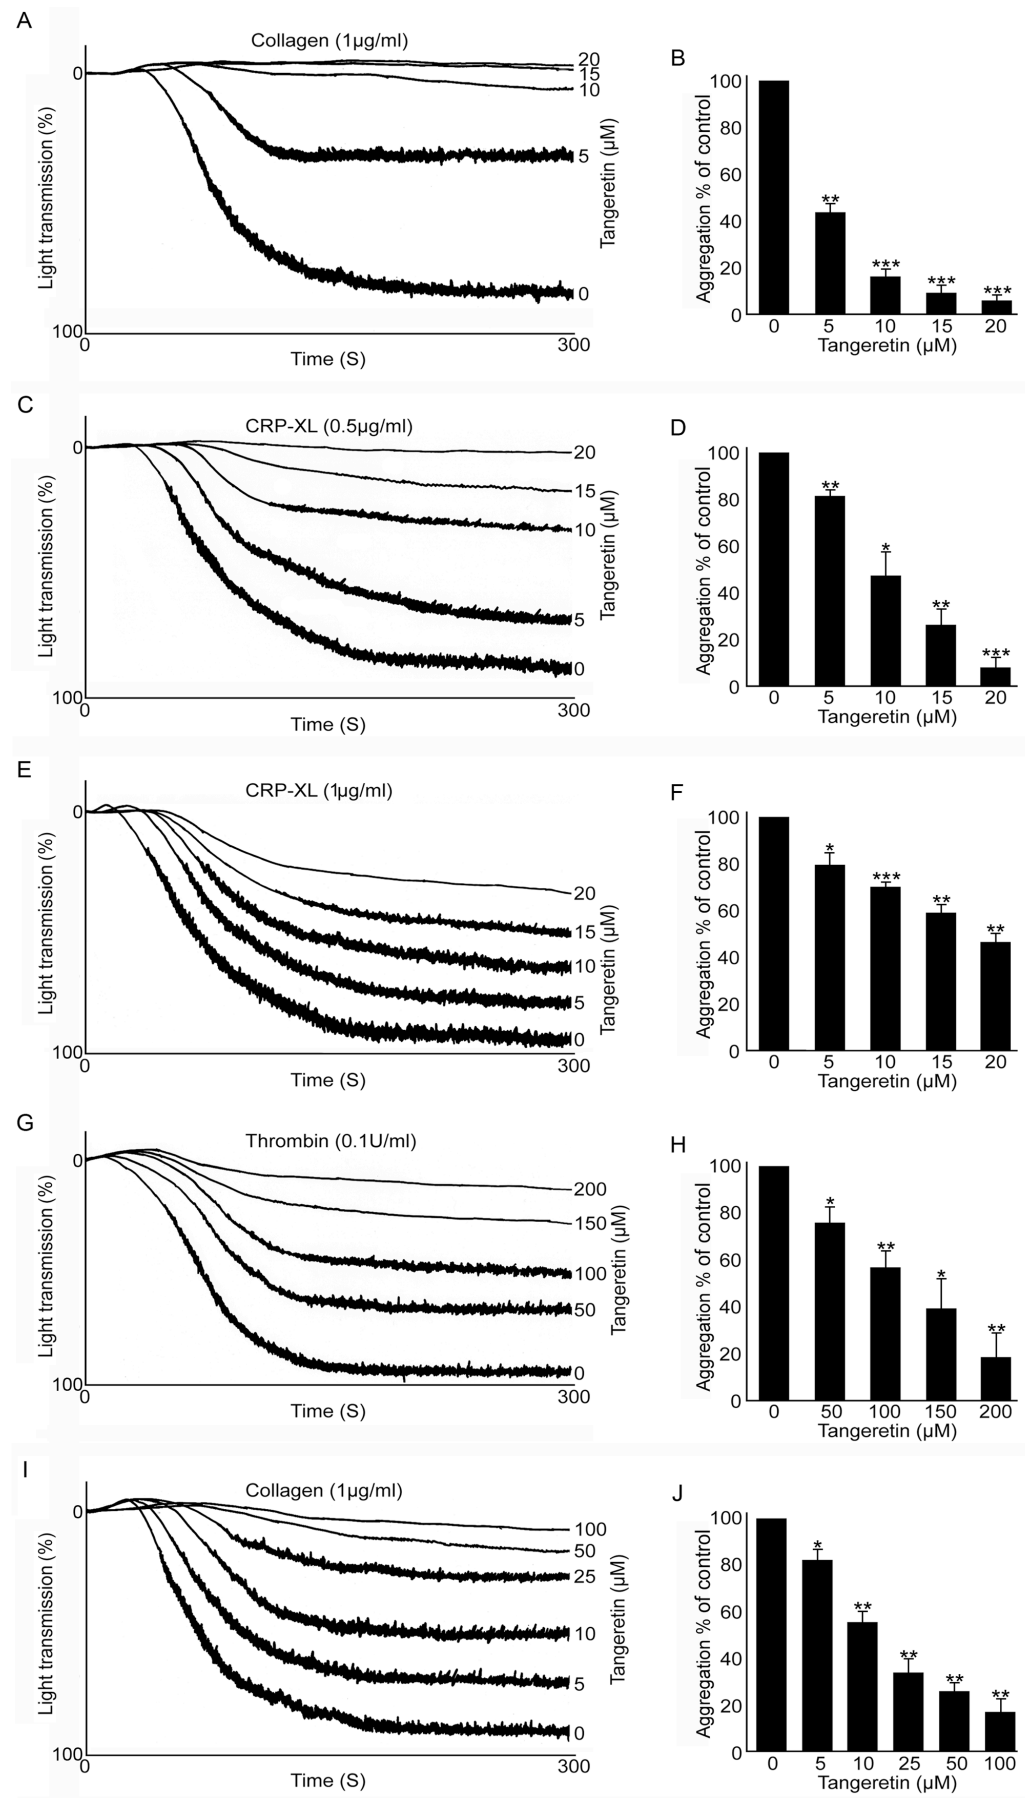 A
Collagen (1µg/ml)
0
100
Light transmission (%)
20
15
10
5
0
Tangeretin (µM)
0
300
Time (S)
B
Aggregation % of control
100
80
60
40
20
0
**
***
***
***
0 5 10 15 20
Tangeretin (µM)
C
CRP-XL (0.5µg/ml)
0
100
Light transmission (%)
20
15
10
5
0
Tangeretin (µM)
0
300
Time (S)
D
Aggregation % of control
100
80
60
40
20
0
**
*
**
***
0 5 10 15 20
Tangeretin (µM)
E
CRP-XL (1µg/ml)
0
100
Light transmission (%)
20
15
10
5
0
Tangeretin (µM)
0
300
Time (S)
F
Aggregation % of control
100
80
60
40
20
0
*
***
**
**
0 5 10 15 20
Tangeretin (µM)
G
Thrombin (0.1U/ml)
0
100
Light transmission (%)
200
150
100
50
0
Tangeretin (µM)
0
300
Time (S)
H
Aggregation % of control
100
80
60
40
20
0
*
**
*
**
0 50 100 150 200
Tangeretin (µM)
I
Collagen (1µg/ml)
0
100
Light transmission (%)
100
50
25
10
5
0
Tangeretin (µM)
0
300
Time (S)
J
Aggregation % of control
100
80
60
40
20
0
*
**
**
**
**
0 5 10 25 50 100
Tangeretin (µM)